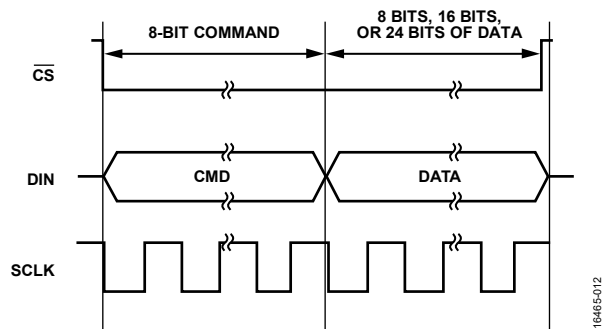 8-BIT COMMAND
8 BITS, 16 BITS,
OR 24 BITS OF DATA
CS
DIN
CMD
DATA
SCLK
16465-012